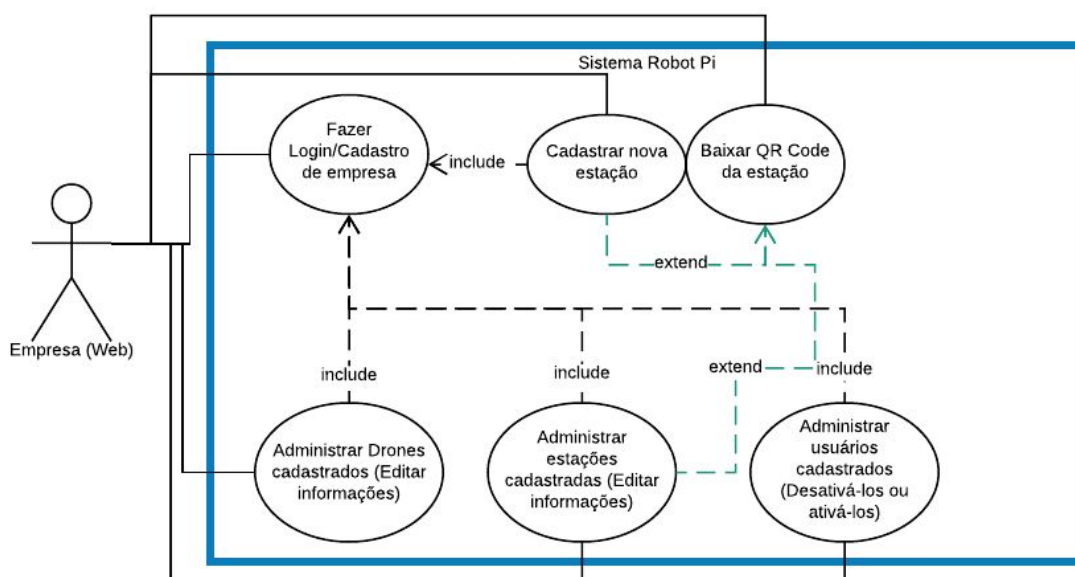 Sistema Robot Pi
Fazer
Login/Cadastro
de empresa
include
Cadastrar nova
estação
Baixar QR Code
da estação
extend
Empresa (Web)
include
include
extend
include
Administrar Drones
cadastrados (Editar
informações)
Administrar
estações
cadastradas (Editar
informações)
Administrar
usuários
cadastrados
(Desativá-los ou
ativá-los)